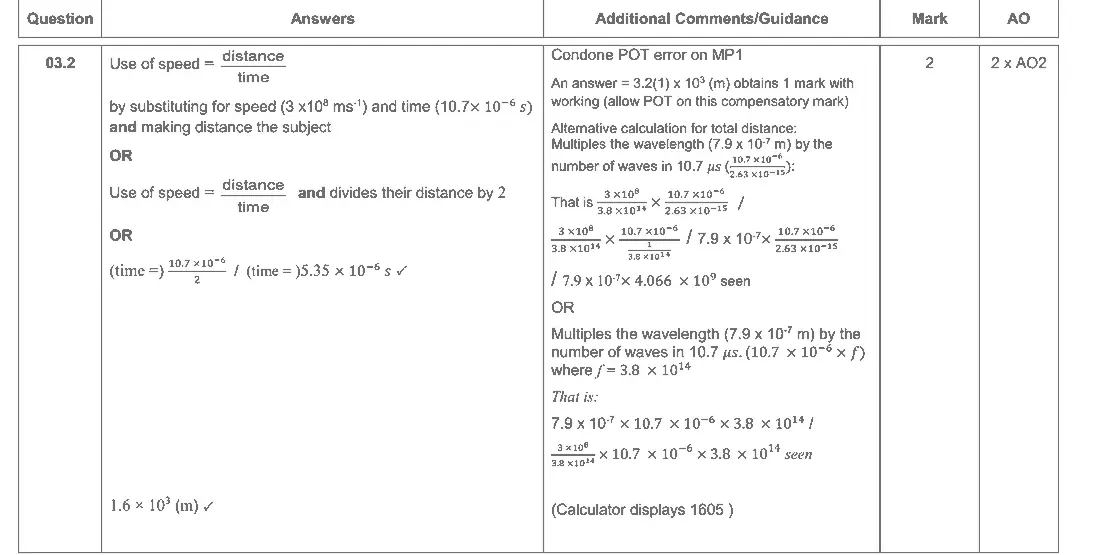 Question Answers Additional Comments/Guidance Mark AO
03.2
Use of speed = distance / time
by substituting for speed (3 x10⁸ ms⁻¹) and time (10.7× 10⁻⁶ s)
and making distance the subject
OR
Use of speed = distance / time and divides their distance by 2
OR
(time =) 10.7 ×10⁻⁶ / 2 / (time = )5.35 × 10⁻⁶ s ✓
1.6 × 10³ (m) ✓
Condone POT error on MP1
An answer = 3.2(1) x 10³ (m) obtains 1 mark with
working (allow POT on this compensatory mark)
Alternative calculation for total distance:
Multiples the wavelength (7.9 x 10⁻⁷ m) by the
number of waves in 10.7 μs (10.7 ×10⁻⁶ / 2.63 ×10⁻¹⁵):
That is 3 ×10⁸ / 3.8 ×10¹⁴ × 10.7 ×10⁻⁶ / 2.63 ×10⁻¹⁵ /
3 ×10⁸ / 3.8 ×10¹⁴ × 10.7 ×10⁻⁶ / (1 / 3.8 ×10¹⁴) / 7.9 x 10⁻⁷× 10.7 ×10⁻⁶ / 2.63 ×10⁻¹⁵
/ 7.9 x 10⁻⁷× 4.066 × 10⁹ seen
OR
Multiples the wavelength (7.9 x 10⁻⁷ m) by the
number of waves in 10.7 μs. (10.7 × 10⁻⁶ × f)
where f = 3.8 × 10¹⁴
That is:
7.9 x 10⁻⁷ × 10.7 × 10⁻⁶ × 3.8 × 10¹⁴ /
3 ×10⁸ / 3.8 ×10¹⁴ × 10.7 × 10⁻⁶ × 3.8 × 10¹⁴ seen
(Calculator displays 1605 )
2
2 x AO2